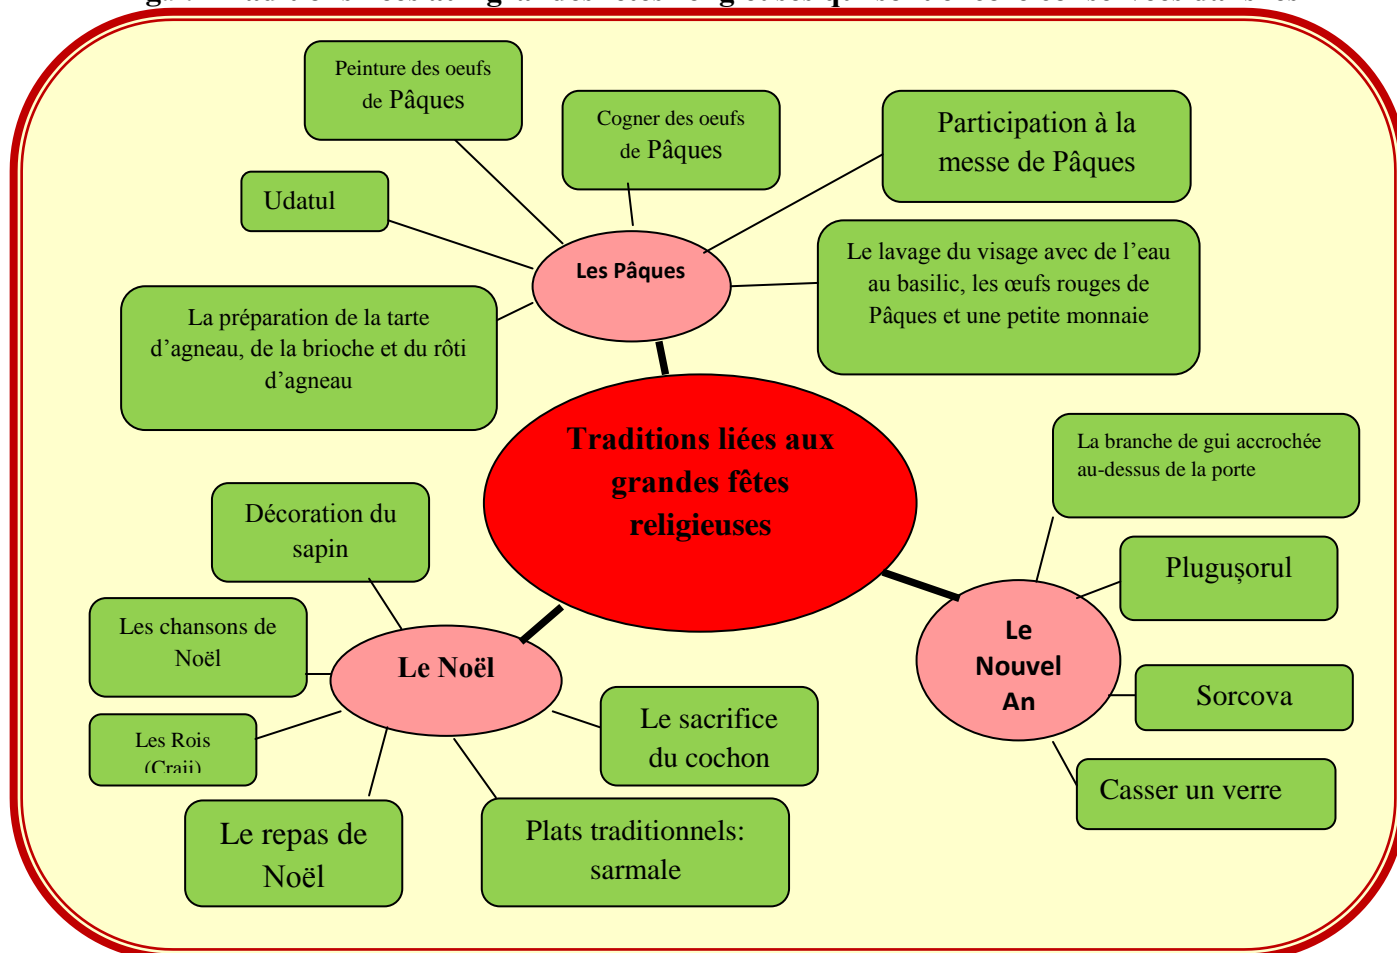 Peinture des oeufs
de Pâques
Cogner des oeufs
de Pâques
Participation à la
messe de Pâques
Udatul
Les Pâques
Le lavage du visage avec de l’eau
au basilic, les œufs rouges de
Pâques et une petite monnaie
La préparation de la tarte
d’agneau, de la brioche et du rôti
d’agneau
Traditions liées aux
grandes fêtes
religieuses
La branche de gui accrochée
au-dessus de la porte
Décoration du
sapin
Plugușorul
Les chansons de
Noël
Le Noël
Le
Nouvel
An
Sorcova
Le sacrifice
du cochon
Les Rois
(Craii)
Casser un verre
Le repas de
Noël
Plats traditionnels:
sarmale